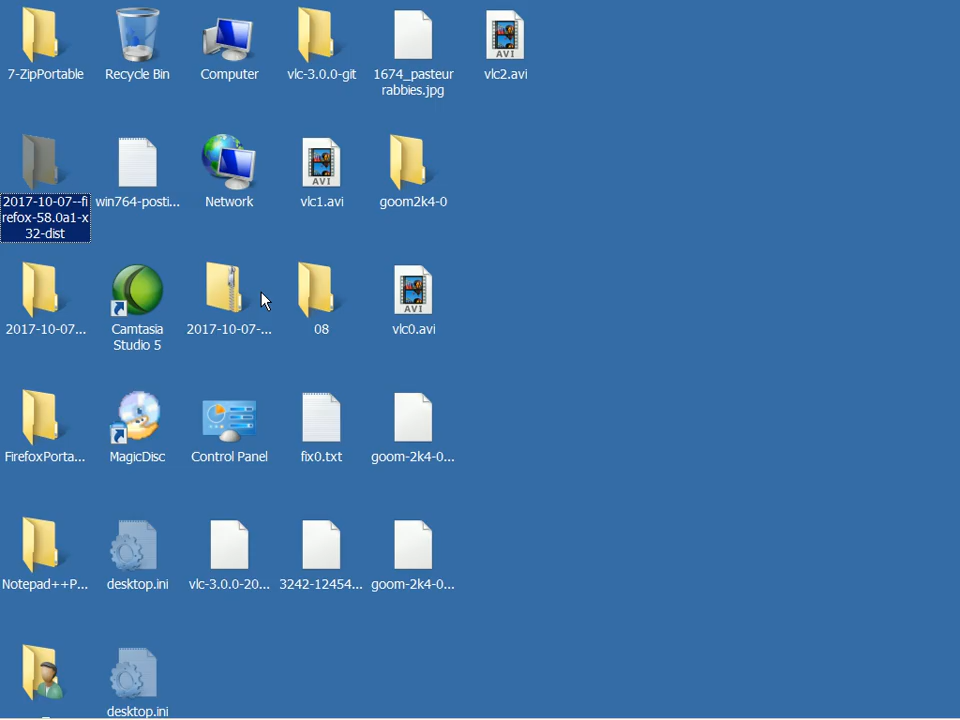 7-ZipPortable
Recycle Bin
Computer
vlc-3.0.0-git
1674_pasteur
rabbies.jpg
AVI
vlc2.avi
2017-10-07--fi
refox-58.0a1-x
32-dist
win764-posti...
Network
AVI
vlc1.avi
goom2k4-0
2017-10-07...
Camtasia
Studio 5
2017-10-07-...
08
AVI
vlc0.avi
FirefoxPorta...
MagicDisc
Control Panel
fix0.txt
goom-2k4-0...
Notepad++P...
desktop.ini
vlc-3.0.0-20...
3242-12454...
goom-2k4-0...
desktop.ini